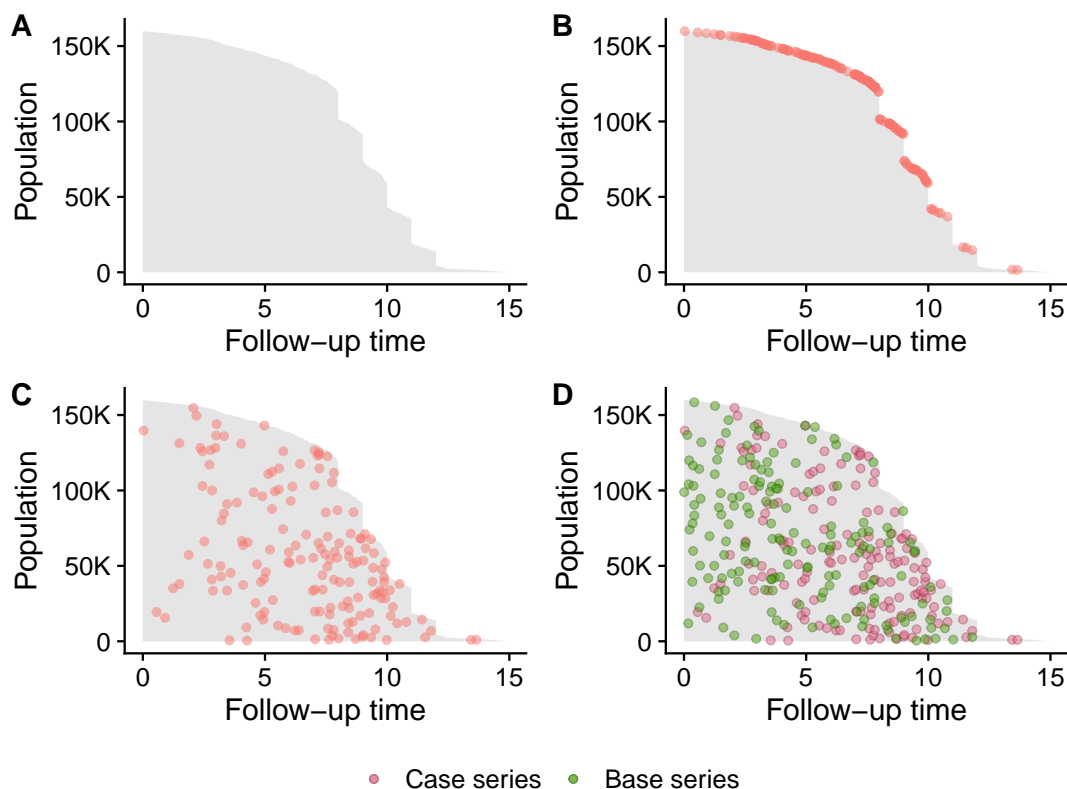 A
150K
100K
50K
0
Population
0 5 10 15
Follow−up time
B
150K
100K
50K
0
Population
0 5 10 15
Follow−up time
C
150K
100K
50K
0
Population
0 5 10 15
Follow−up time
D
150K
100K
50K
0
Population
0 5 10 15
Follow−up time
Case series Base series